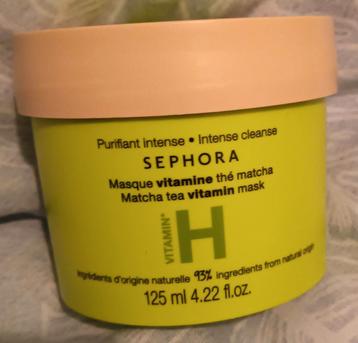 Purifiant intense • Intense cleanse
SEPHORA
Masque vitamine thé matcha
Matcha tea vitamin mask
VITAMIN*
H
Ingrédients d'origine naturelle 93% ingredients from natural origin
125 ml 4.22 fl.oz.